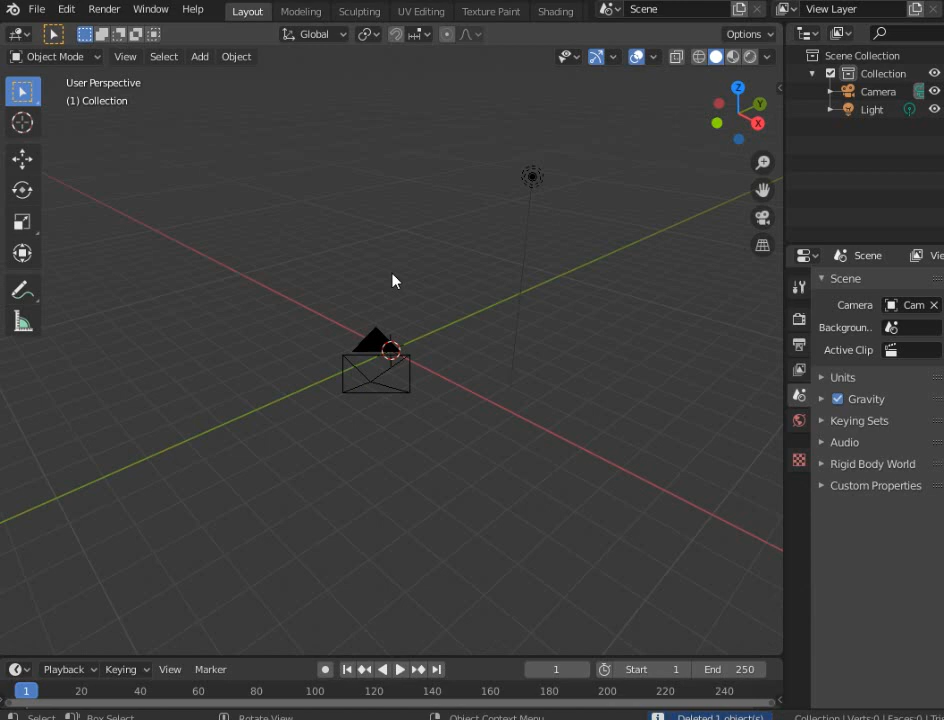 File Edit Render Window Help Layout Modeling Sculpting UV Editing Texture Paint Shading Scene View Layer
Global Options
Object Mode View Select Add Object
User Perspective
(1) Collection
Z
Y
X
Scene Collection
Collection
Camera
Light
Scene Vie
Scene
Camera Cam
Backgroun..
Active Clip
Units
Gravity
Keying Sets
Audio
Rigid Body World
Custom Properties
Playback Keying View Marker 1 Start 1 End 250
1 20 40 60 80 100 120 140 160 180 200 220 240
Select Box Select Rotate View Object Context Menu Deleted 1 object(s) Collection | Verts:0 | Faces:0 | Tri